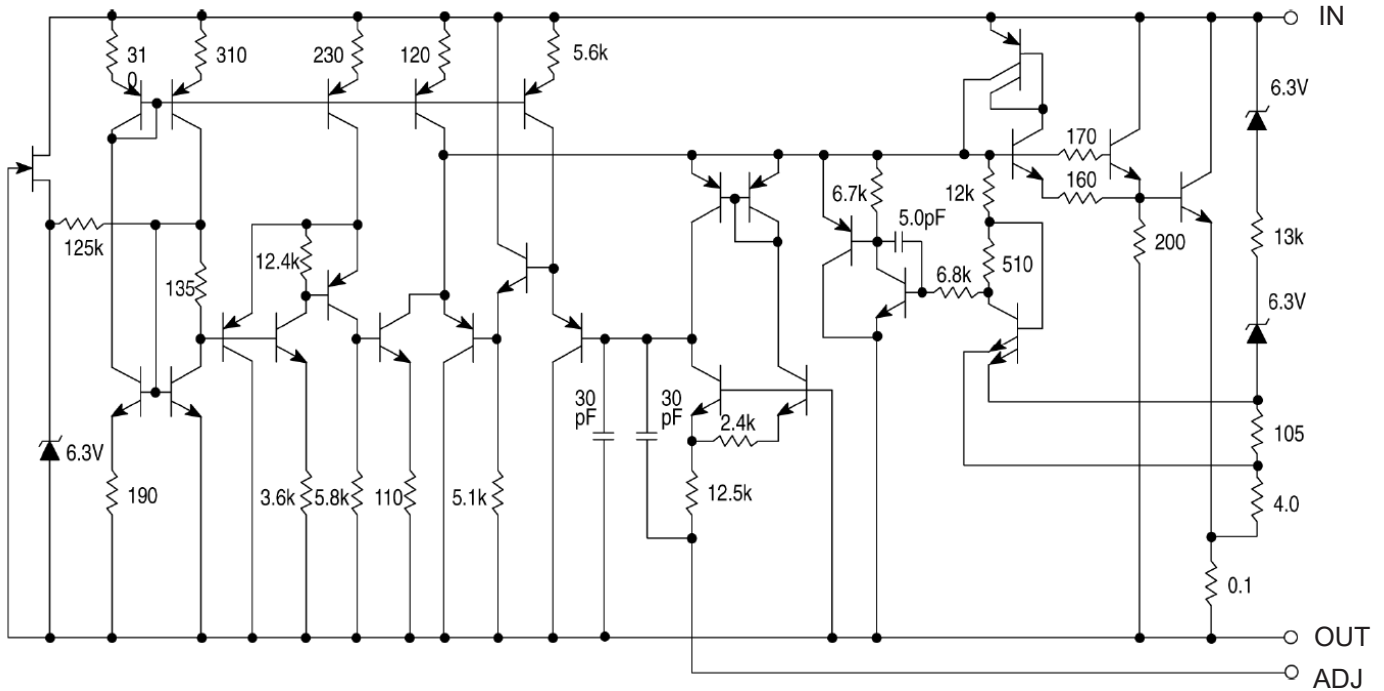 IN
31
0
310
230
120
5.6k
6.3V
170
160
6.7k
12k
5.0pF
125k
12.4k
200
13k
135
6.8k
510
6.3V
30
pF
30
pF
2.4k
105
6.3V
190
3.6k
5.8k
110
5.1k
12.5k
4.0
0.1
OUT
ADJ